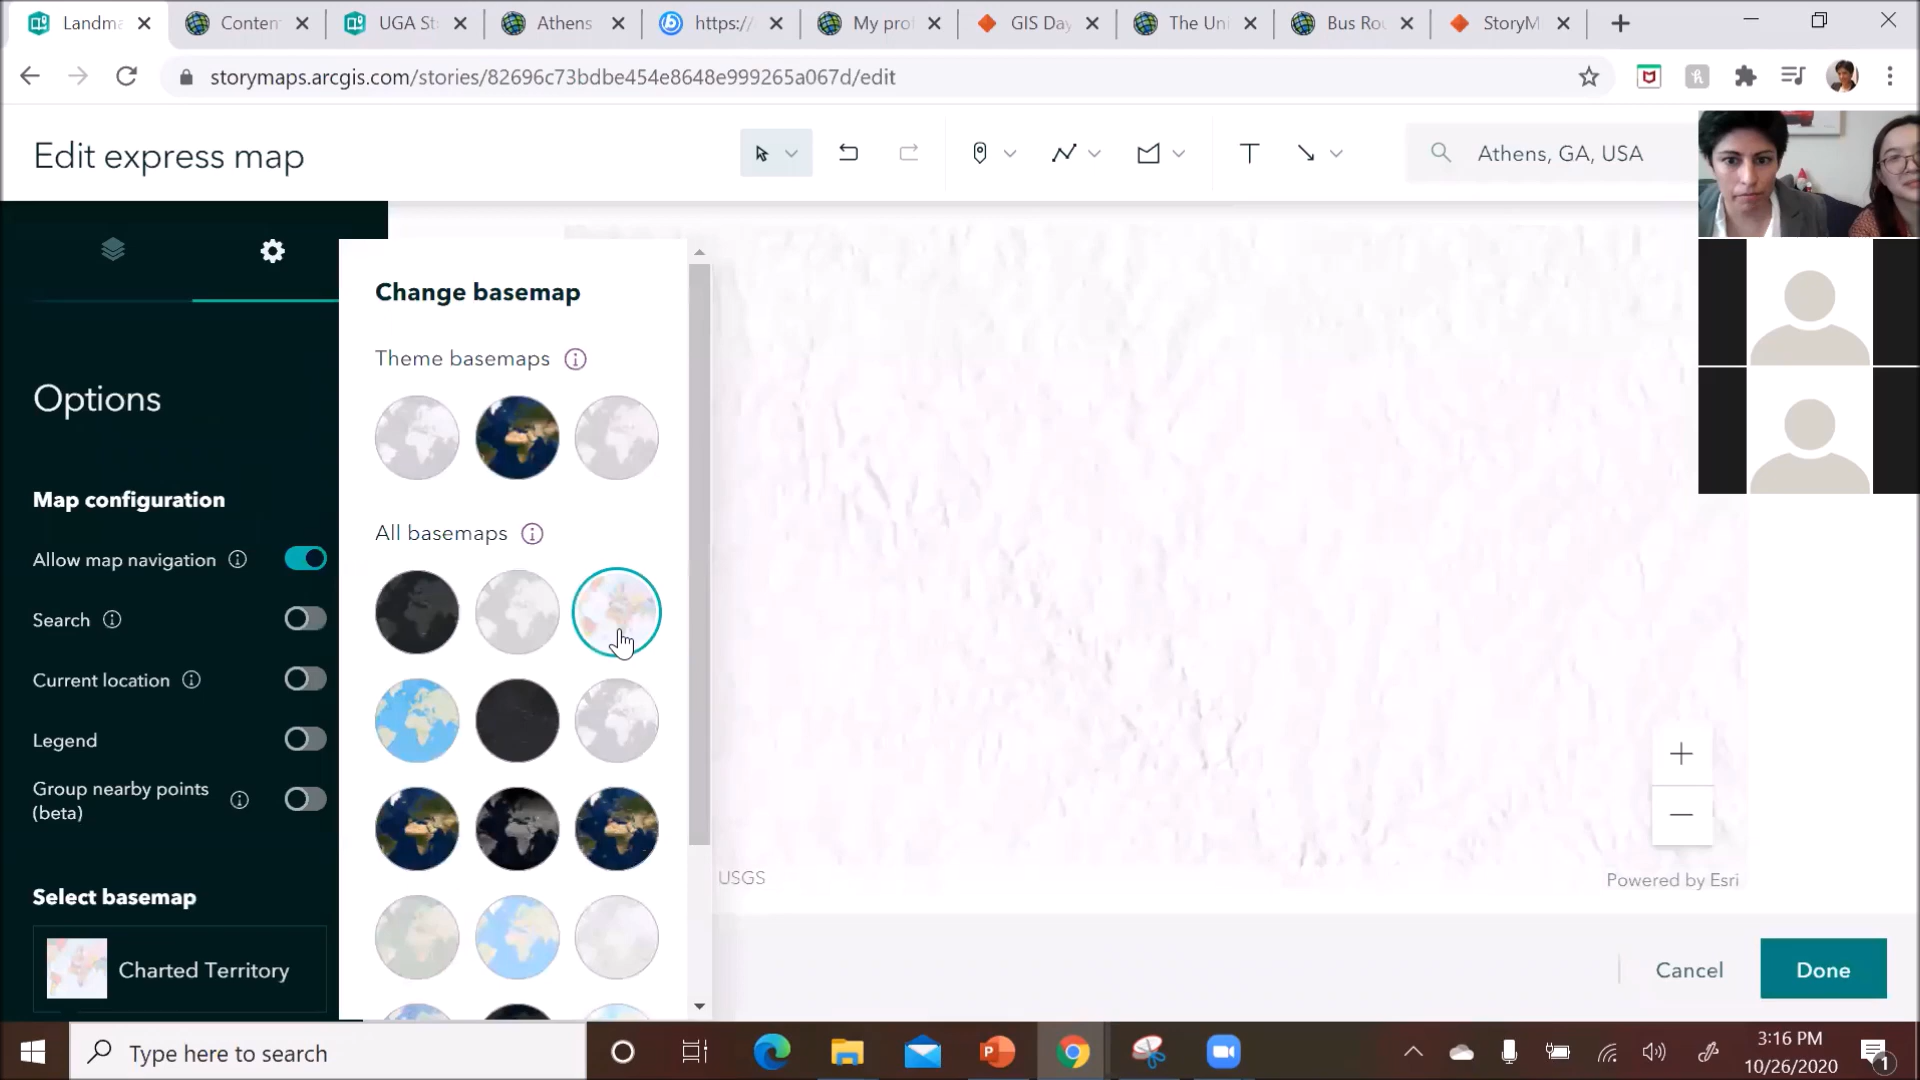 Landma
Conten
UGA St
Athens
https://
My pro
GIS Day
The Uni
Bus Rou
StoryM
storymaps.arcgis.com/stories/82696c73bdbe454e8648e999265a067d/edit
Edit express map
Athens, GA, USA
Options
Map configuration
Allow map navigation
Search
Current location
Legend
Group nearby points
(beta)
Select basemap
Charted Territory
Change basemap
Theme basemaps
All basemaps
USGS
Powered by Esri
Cancel
Done
Type here to search
3:16 PM
10/26/2020
1